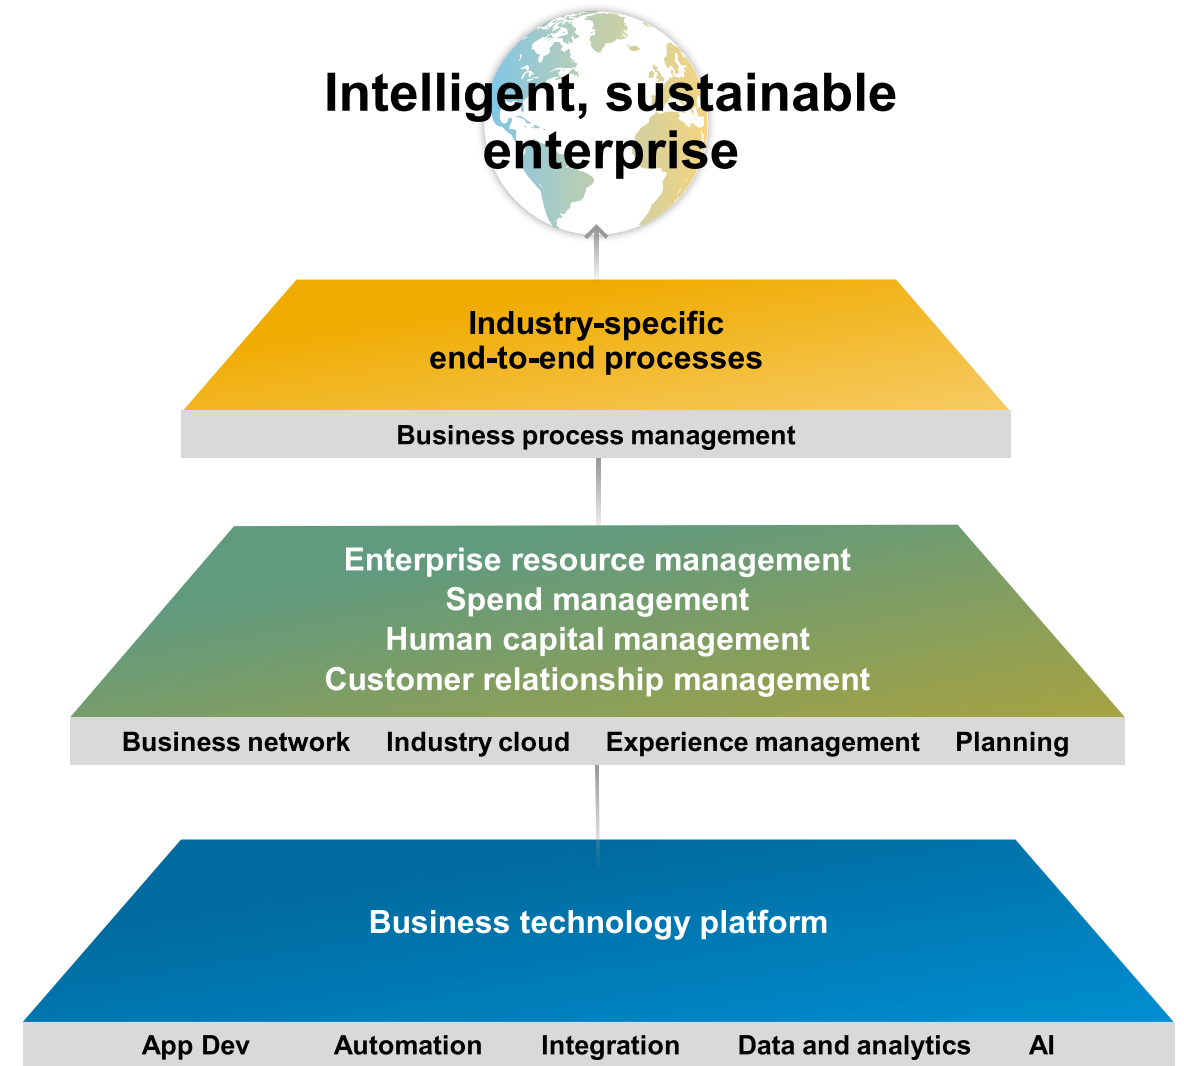 Intelligent, sustainable
enterprise
Industry-specific
end-to-end processes
Business process management
Enterprise resource management
Spend management
Human capital management
Customer relationship management
Business network Industry cloud Experience management Planning
Business technology platform
App Dev Automation Integration Data and analytics AI